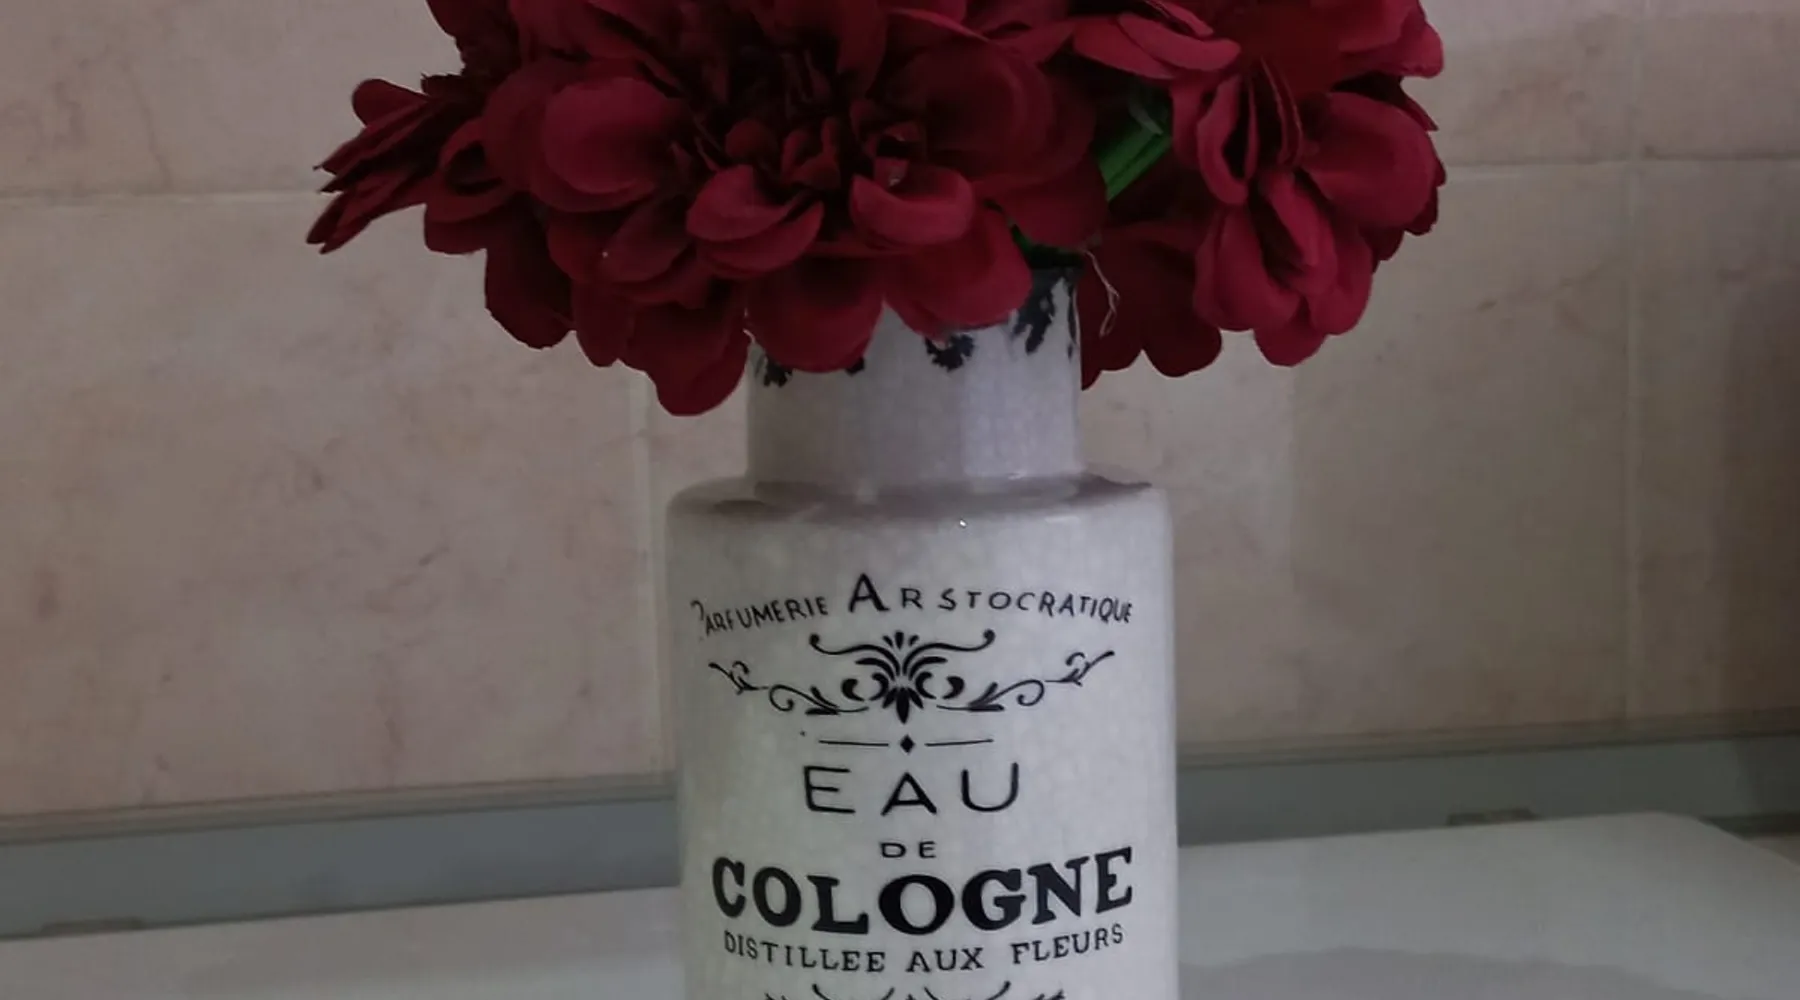 PARFUMERIE ARSTOCRATIQUE
EAU
DE
COLOGNE
DISTILLEE AUX FLEURS